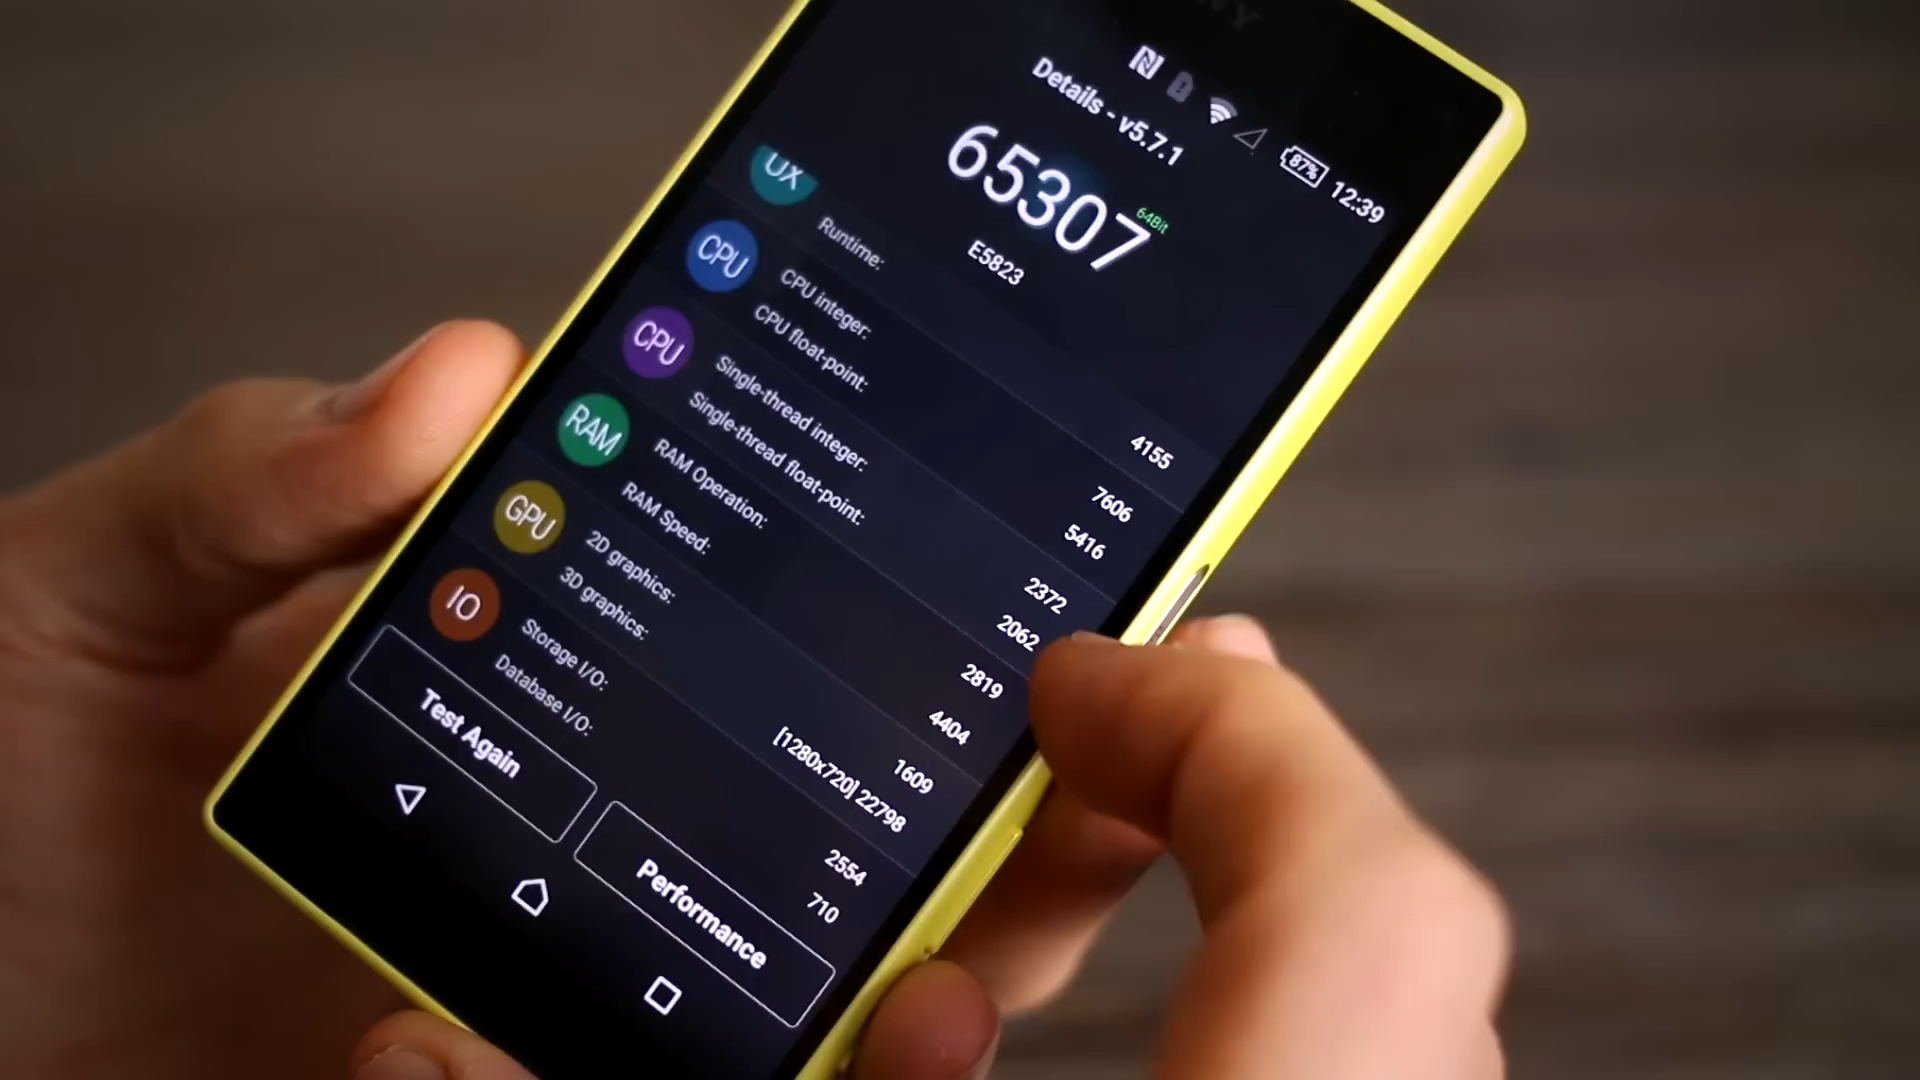 87% 12:39
Details - v5.7.1
65307 64Bit
E5823
UX
Runtime: 4155
CPU
CPU integer: 7606
CPU float-point: 5416
CPU
Single-thread integer: 2372
Single-thread float-point: 2062
RAM
RAM Operation: 2819
RAM Speed: 4404
GPU
2D graphics: 1609
3D graphics: [1280x720] 22798
IO
Storage I/O: 2554
Database I/O: 710
Test Again
Performance